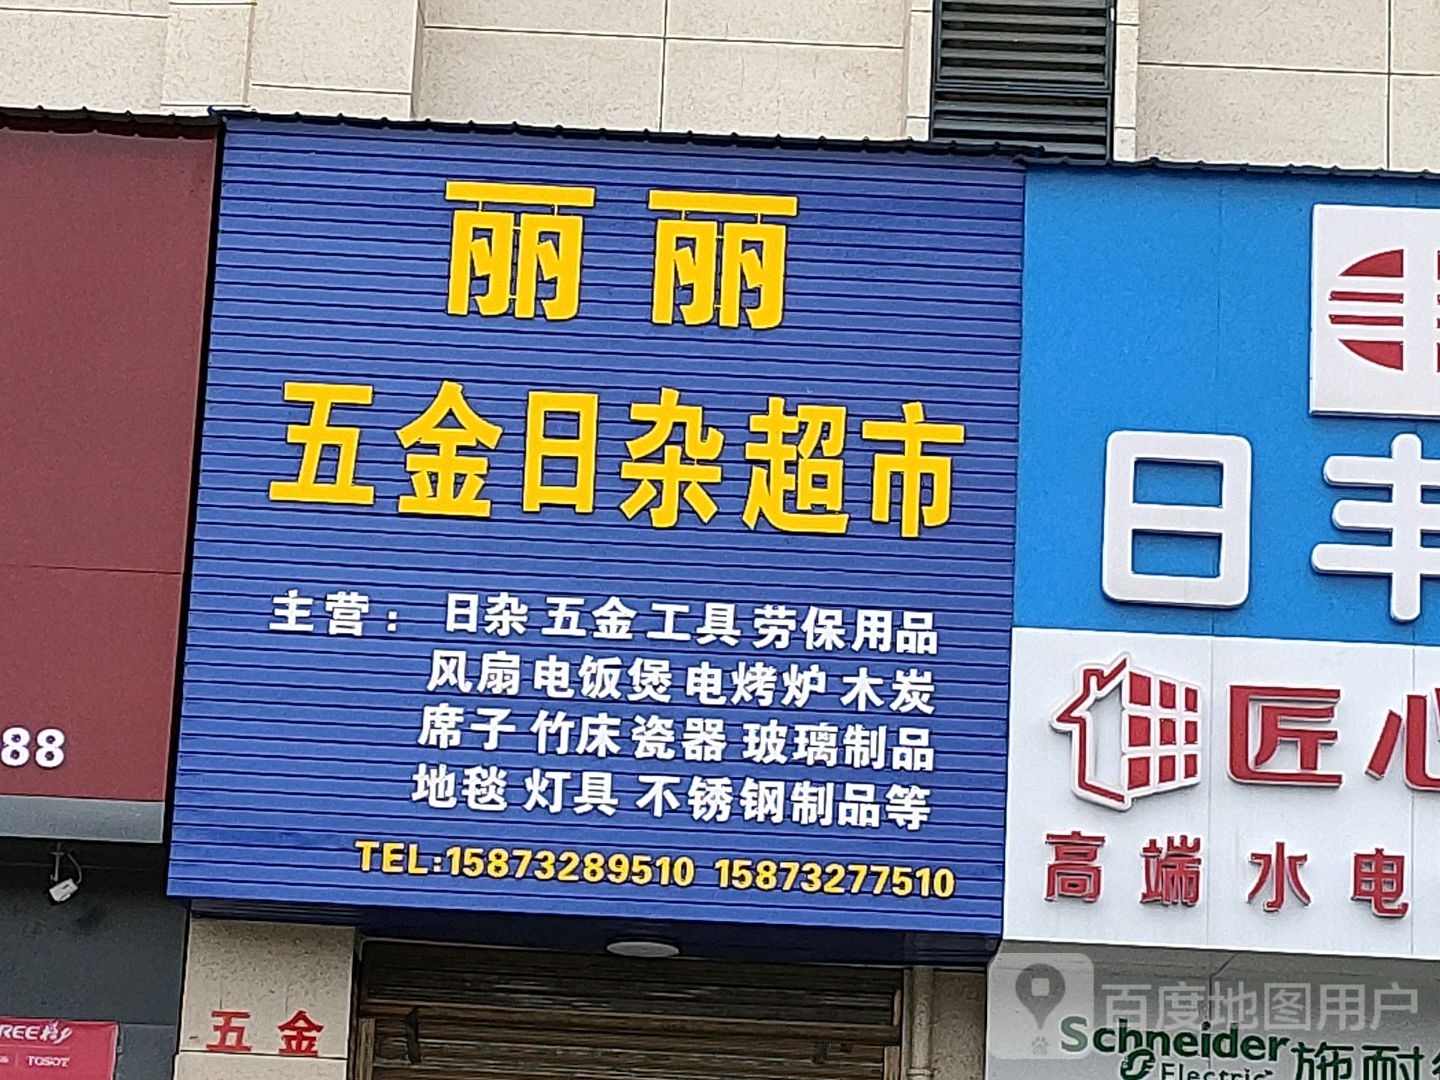 丽丽
五金日杂超市
主营：日杂 五金 工具 劳保用品
风扇 电饭煲 电烤炉 木炭
席子 竹床 瓷器 玻璃制品
地毯 灯具 不锈钢制品等
TEL:15873289510 15873277510
88
日丰
匠心
高端水电
五金
TOSOT
Schneider
Electric
施耐
百度地图用户